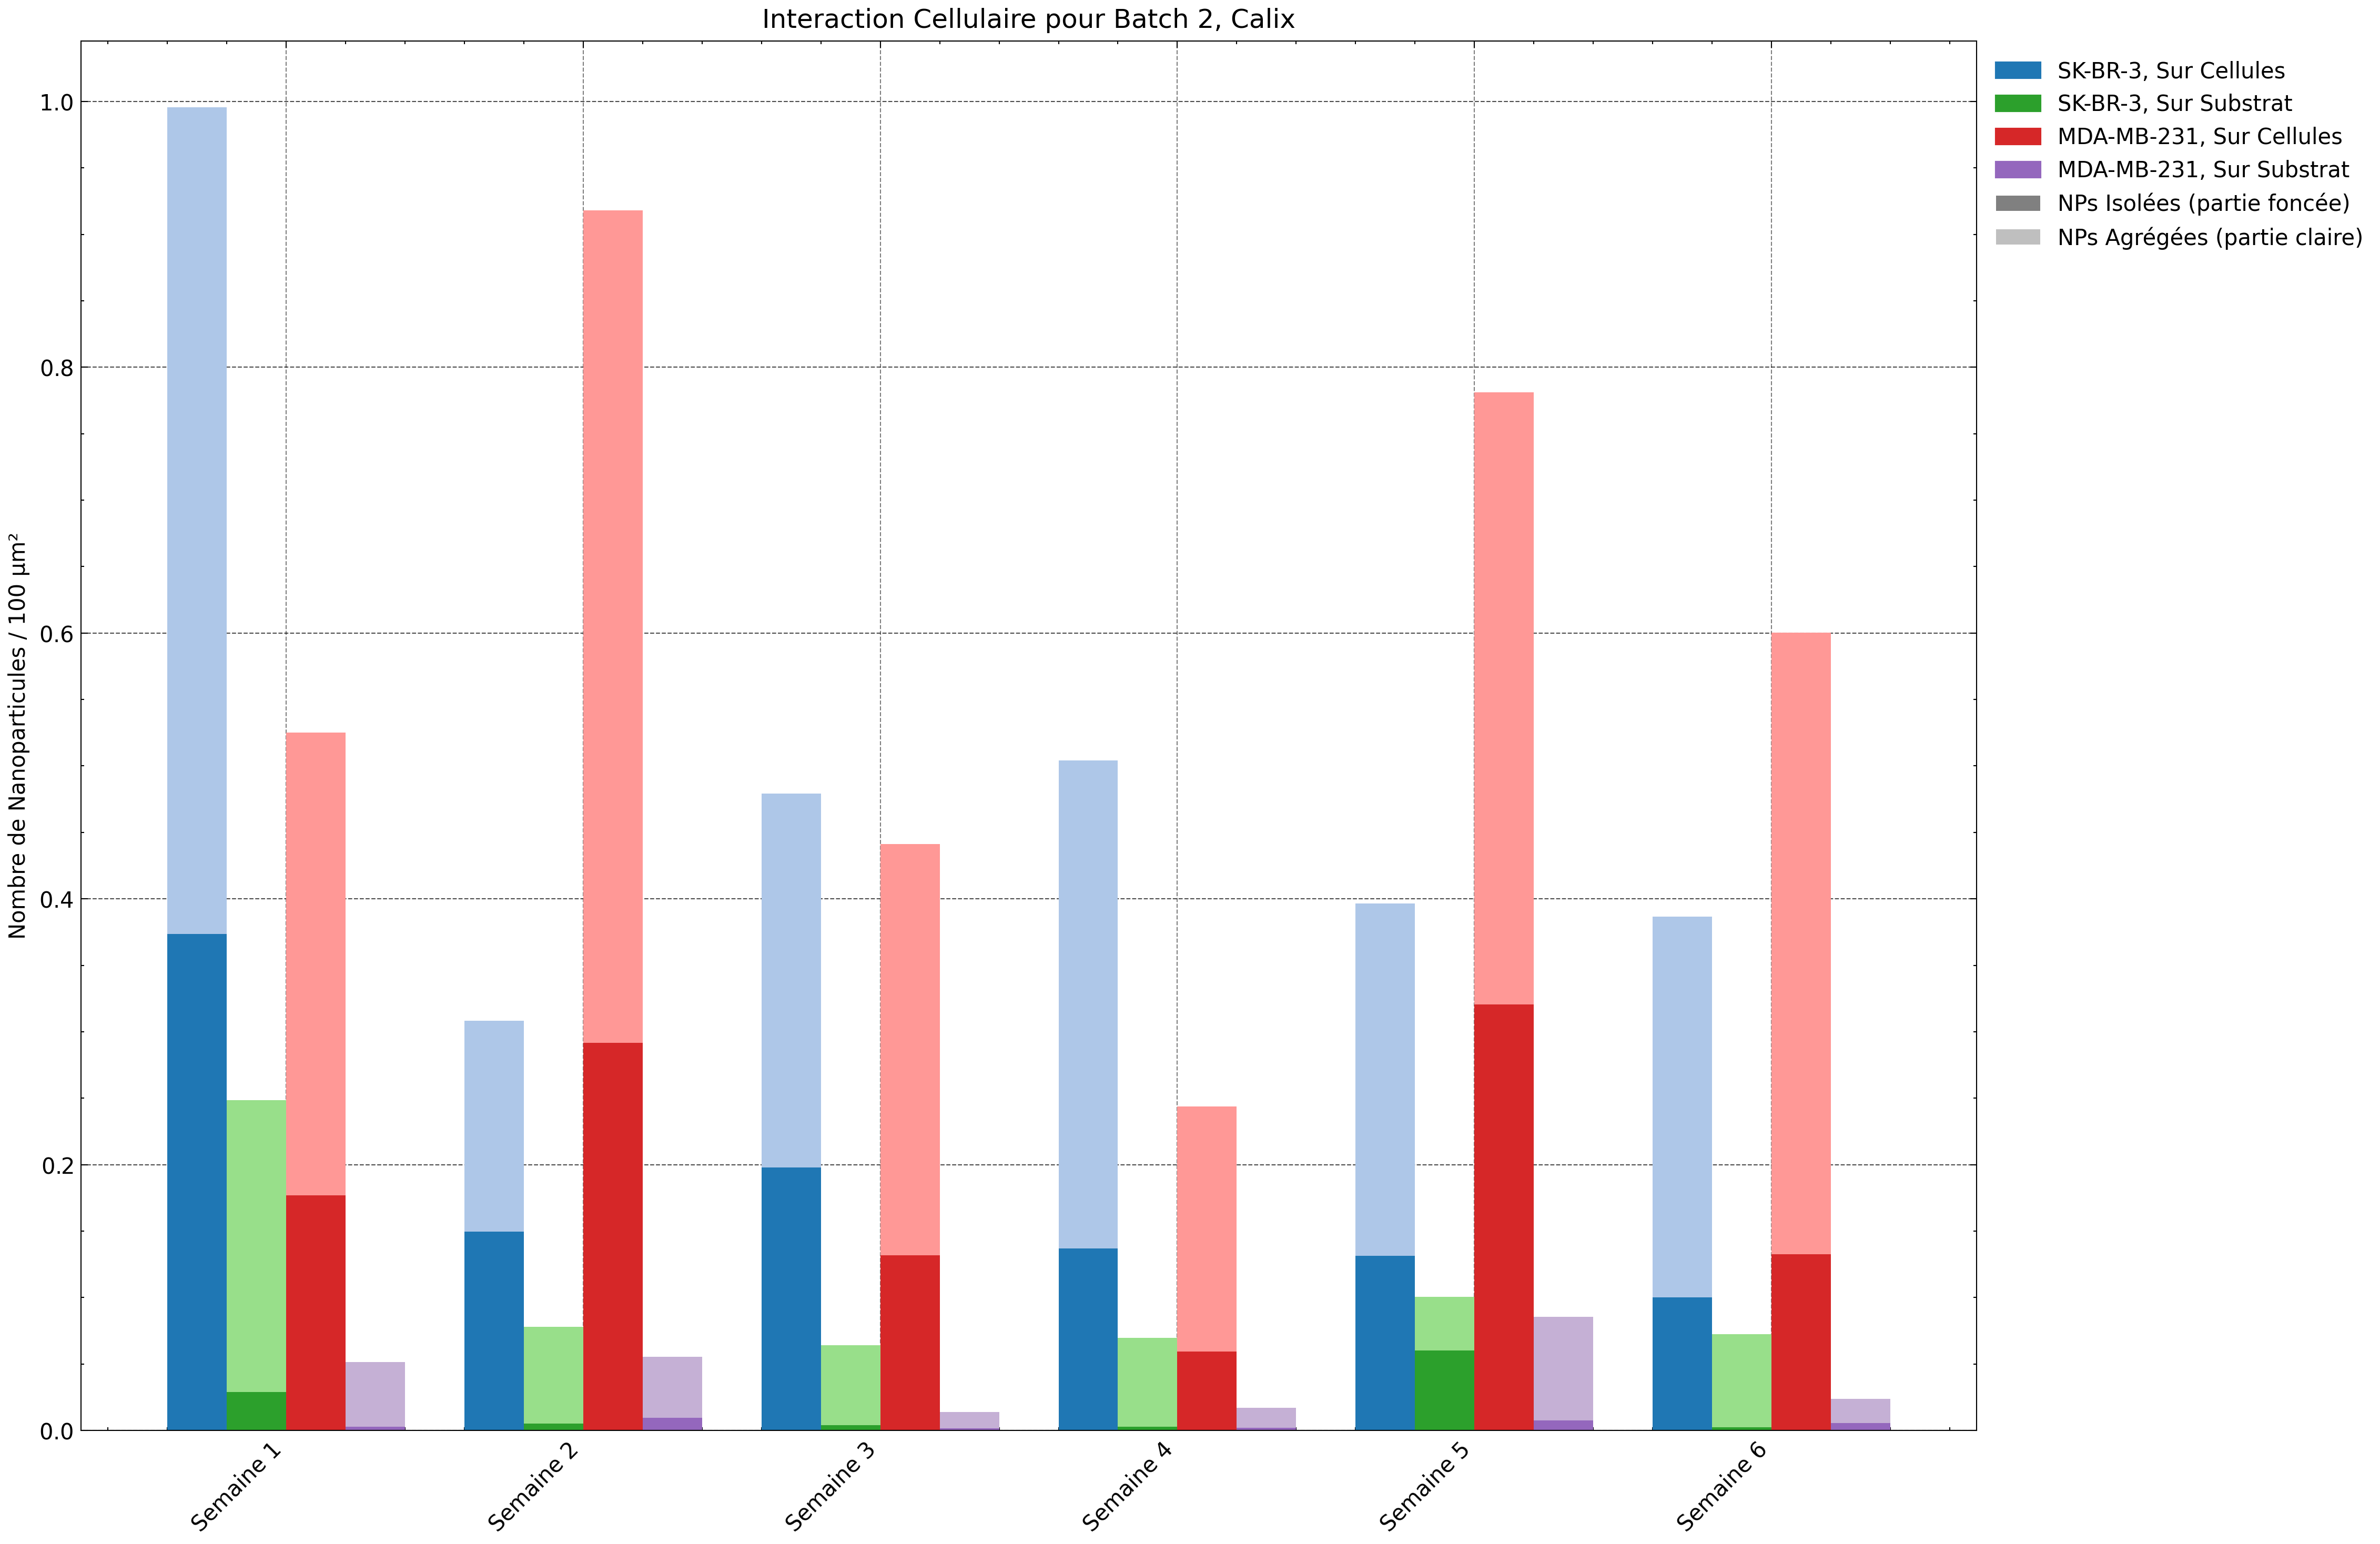 Interaction Cellulaire pour Batch 2, Calix
Nombre de Nanoparticules / 100 µm²
1.0
0.8
0.6
0.4
0.2
0.0
Semaine 1
Semaine 2
Semaine 3
Semaine 4
Semaine 5
Semaine 6
SK-BR-3, Sur Cellules
SK-BR-3, Sur Substrat
MDA-MB-231, Sur Cellules
MDA-MB-231, Sur Substrat
NPs Isolées (partie foncée)
NPs Agrégées (partie claire)